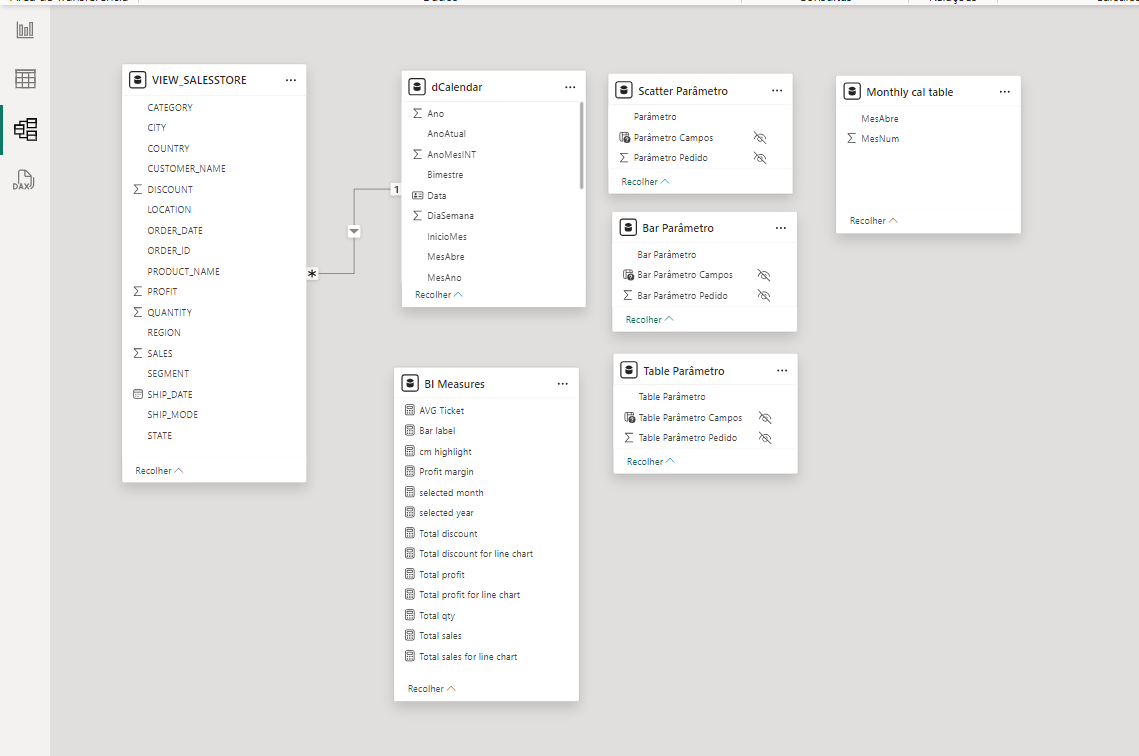 VIEW_SALESSTORE
CATEGORY
CITY
COUNTRY
CUSTOMER_NAME
DISCOUNT
LOCATION
ORDER_DATE
ORDER_ID
PRODUCT_NAME
PROFIT
QUANTITY
REGION
SALES
SEGMENT
SHIP_DATE
SHIP_MODE
STATE
Recolher
*
1
dCalendar
Ano
AnoAtual
AnoMesINT
Bimestre
Data
DiaSemana
InicioMes
MesAbre
MesAno
Recolher
BI Measures
AVG Ticket
Bar label
cm highlight
Profit margin
selected month
selected year
Total discount
Total discount for line chart
Total profit
Total profit for line chart
Total qty
Total sales
Total sales for line chart
Recolher
Scatter Parâmetro
Parâmetro
Parâmetro Campos
Parâmetro Pedido
Recolher
Bar Parâmetro
Bar Parâmetro
Bar Parâmetro Campos
Bar Parâmetro Pedido
Recolher
Table Parâmetro
Table Parâmetro
Table Parâmetro Campos
Table Parâmetro Pedido
Recolher
Monthly cal table
MesAbre
MesNum
Recolher
DAX